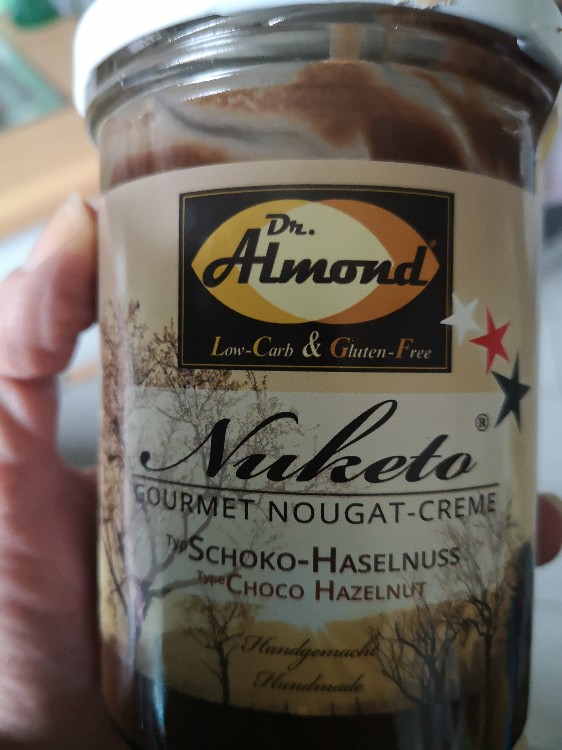 Dr.
Almond®
Low-Carb & Gluten-Free
Nuketo®
GOURMET NOUGAT-CREME
Typ SCHOKO-HASELNUSS
Type CHOCO HAZELNUT
Handgemacht
Handmade